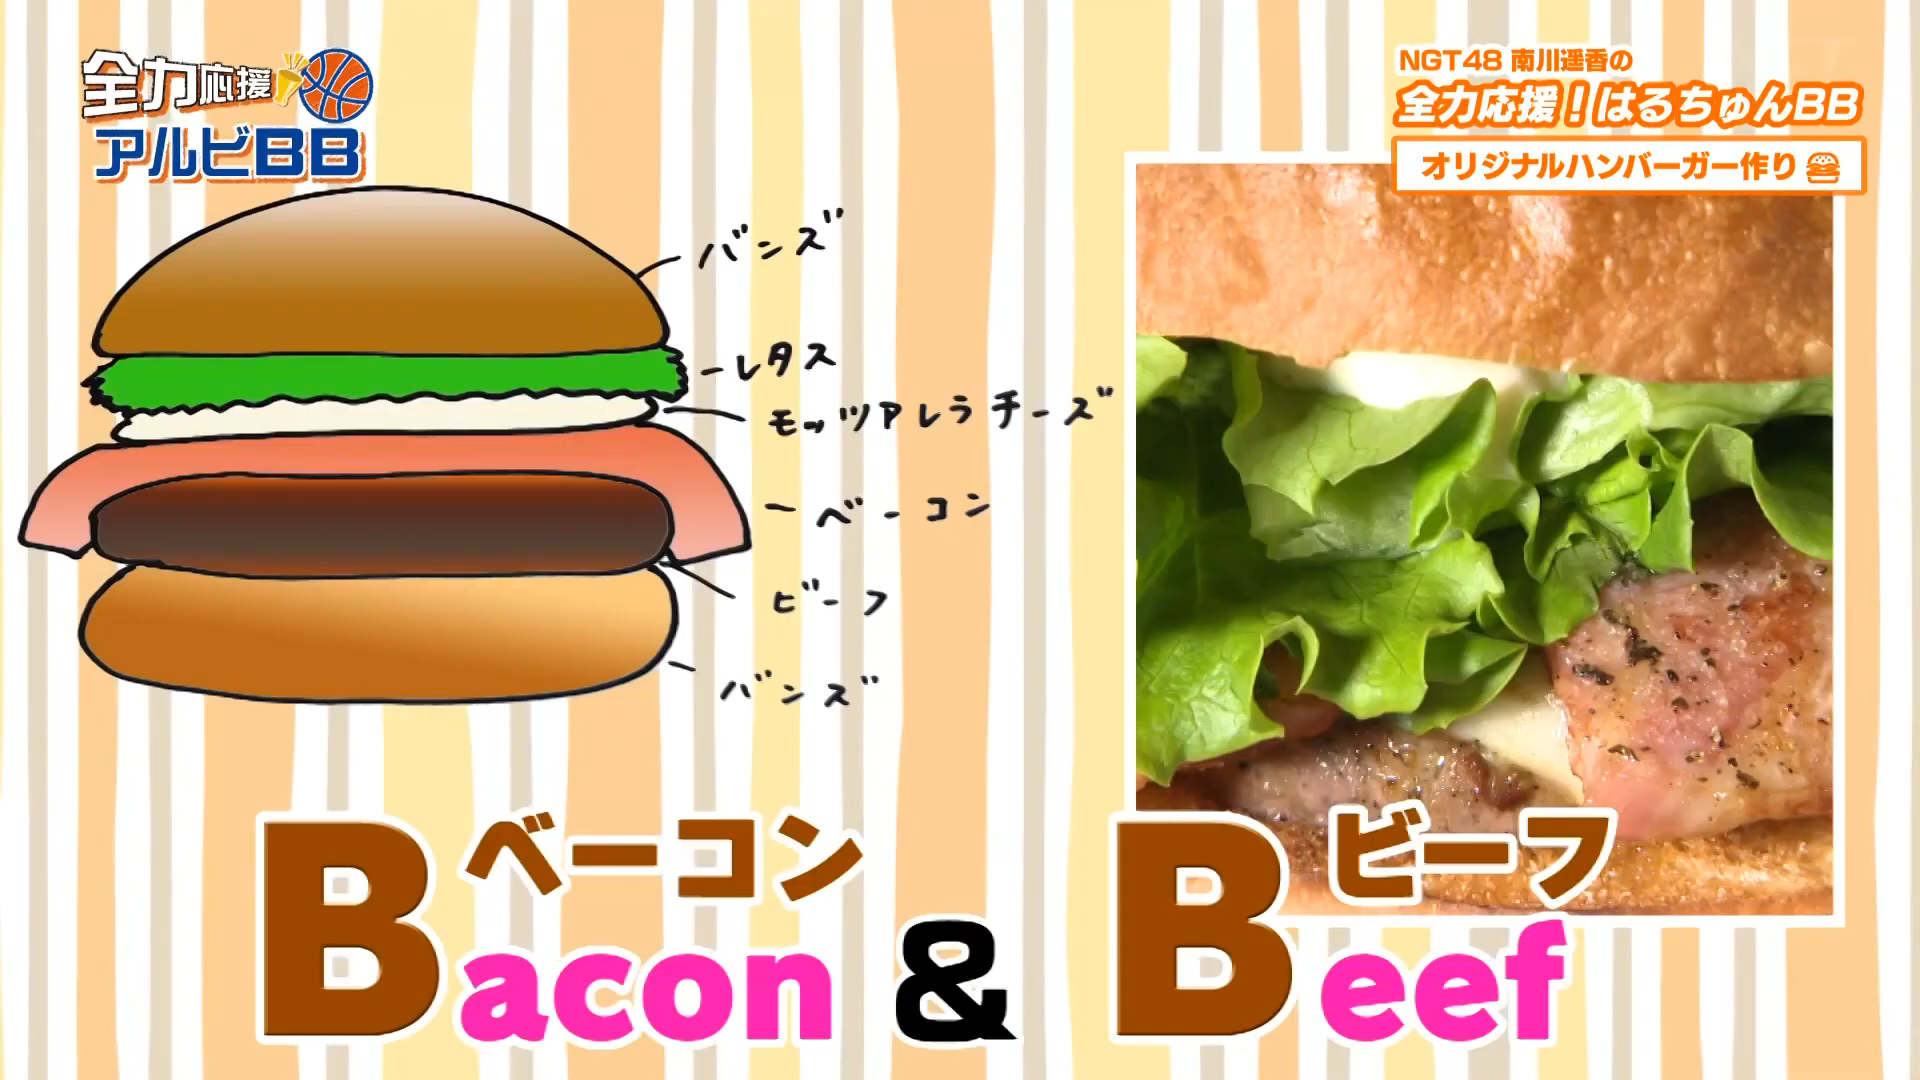 全力応援
アルビBB
NGT48 南川遥香の
全力応援！はるちゅんBB
オリジナルハンバーガー作り
バンズ
レタス
モッツァレラチーズ
ベーコン
ビーフ
バンズ
ベーコン
Bacon & Beef
ビーフ